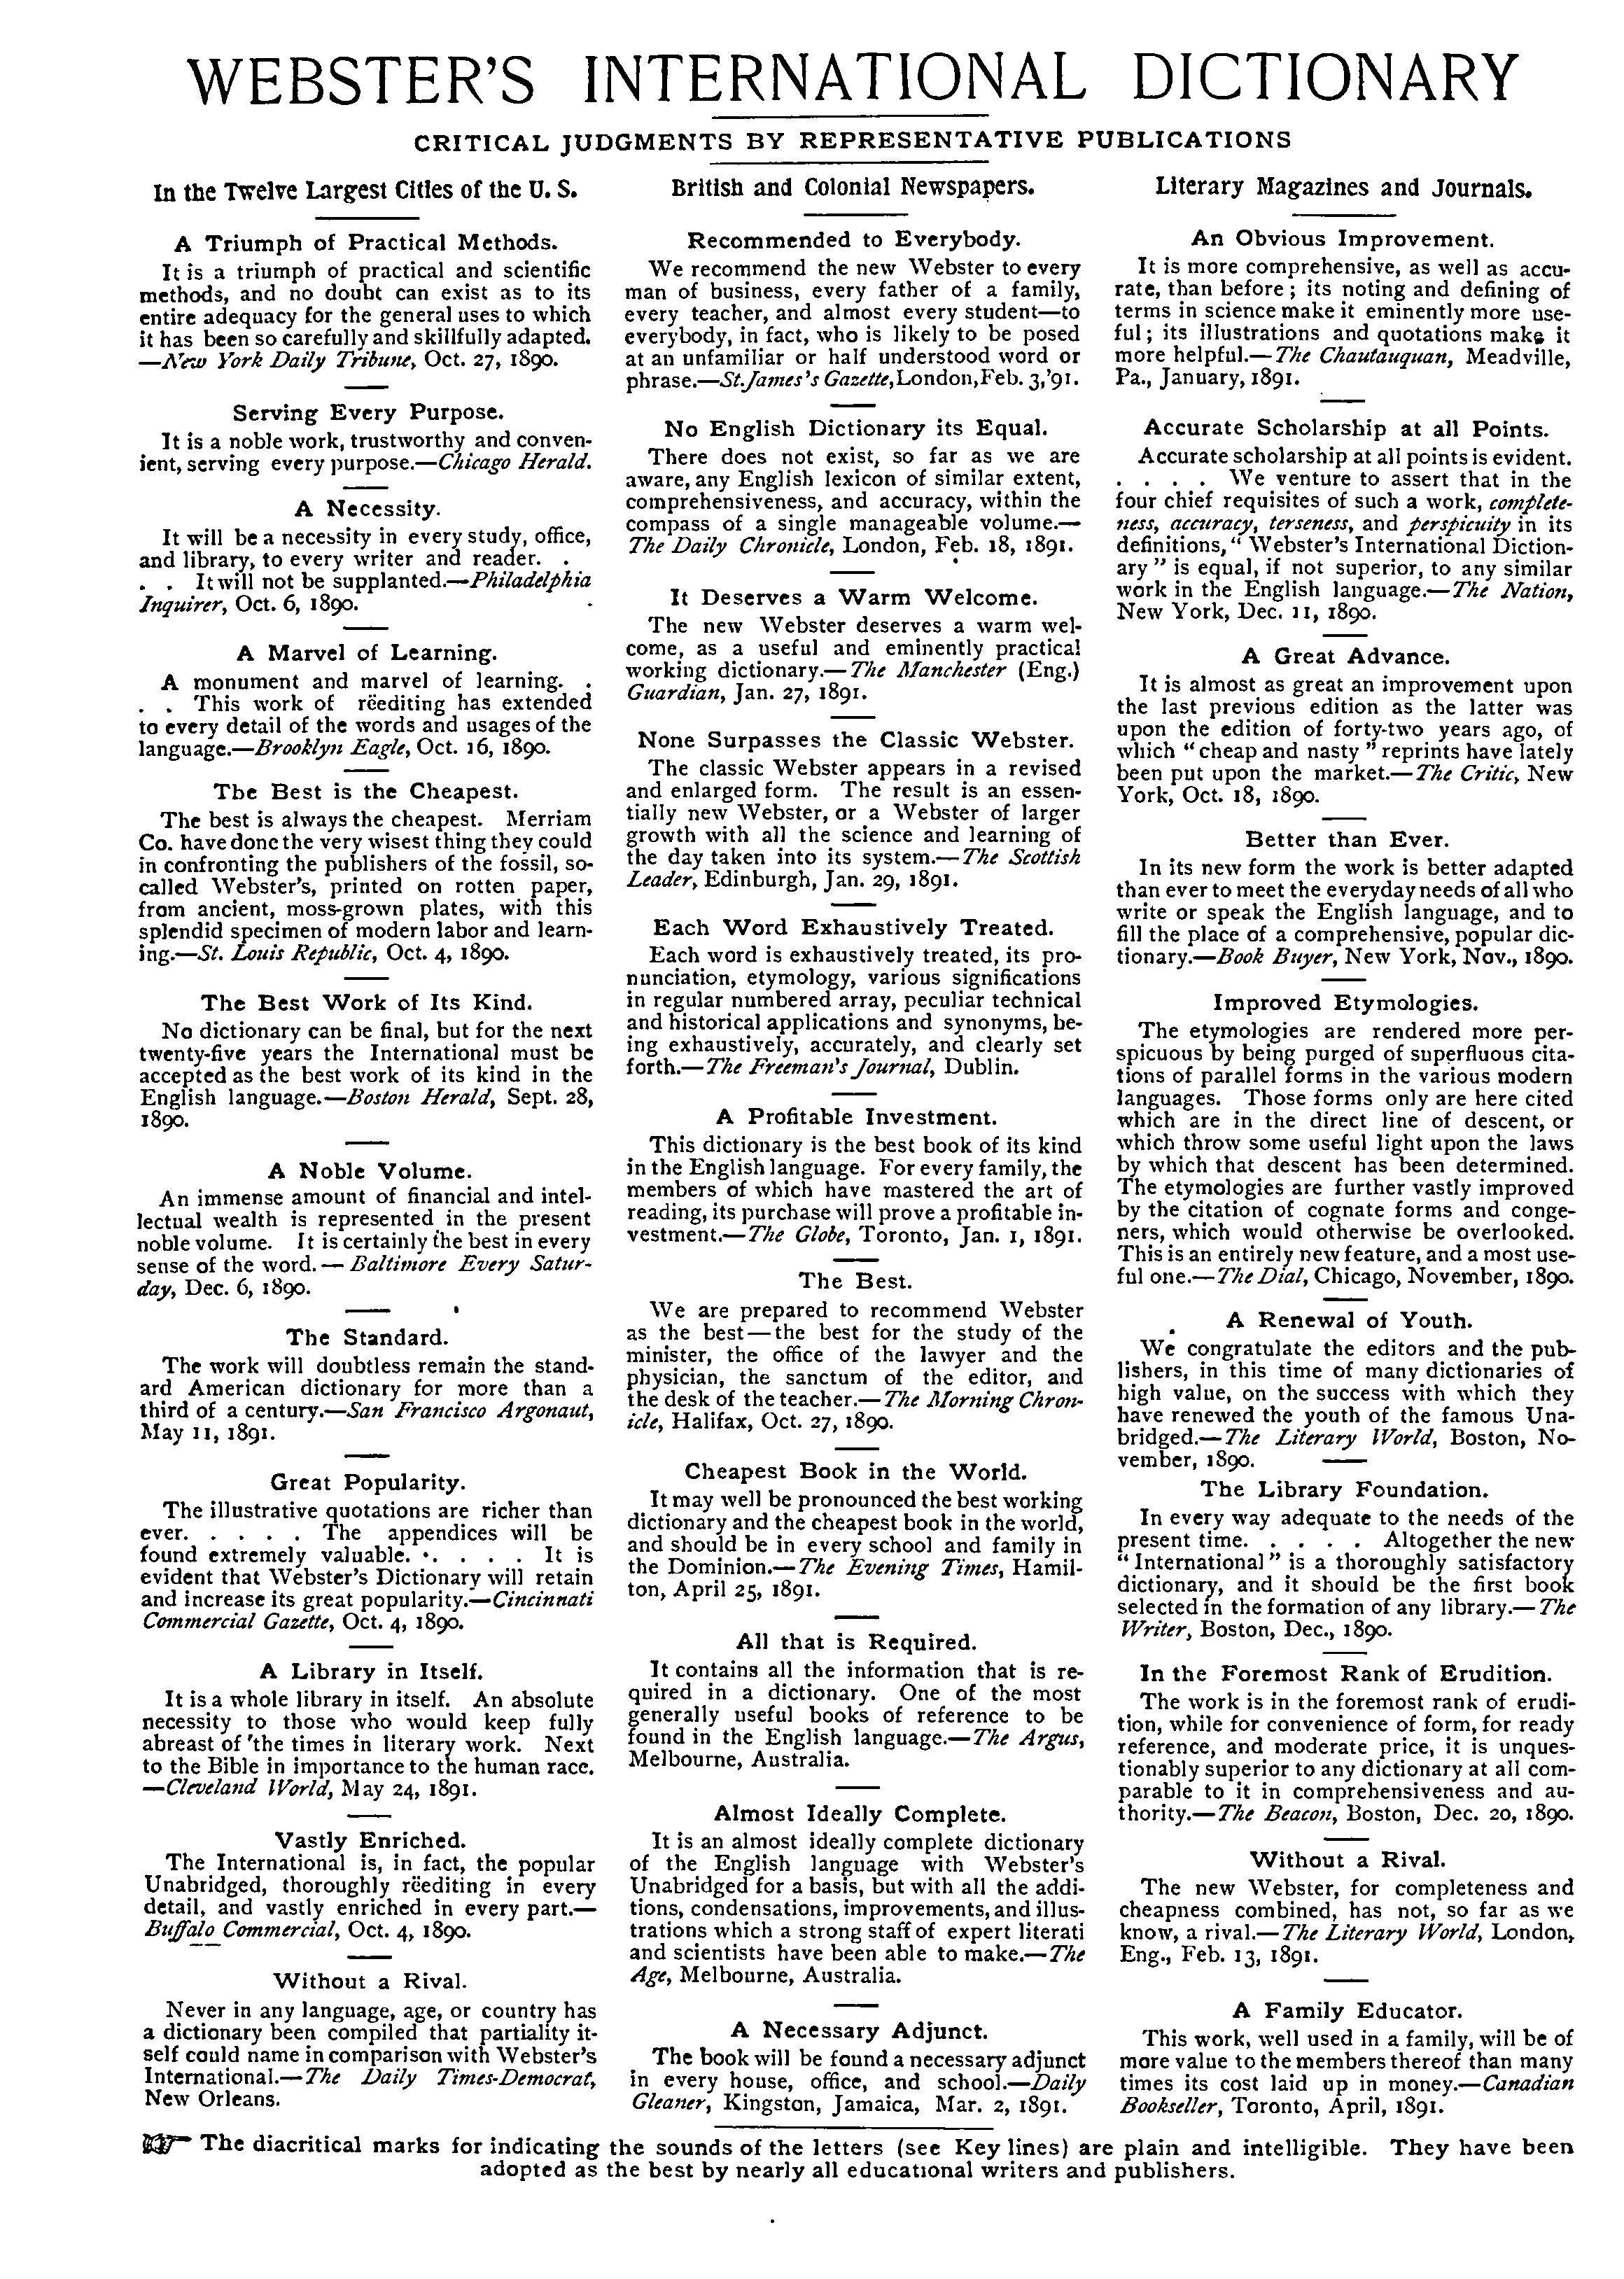 WEBSTER'S INTERNATIONAL DICTIONARY
CRITICAL JUDGMENTS BY REPRESENTATIVE PUBLICATIONS
In the Twelve Largest Cities of the U. S.
A Triumph of Practical Methods.
It is a triumph of practical and scientific
methods, and no doubt can exist as to its
entire adequacy for the general uses to which
it has been so carefully and skillfully adapted.
—New York Daily Tribune, Oct. 27, 1890.
Serving Every Purpose.
It is a noble work, trustworthy and conven-
ient, serving every purpose.—Chicago Herald.
A Necessity.
It will be a necessity in every study, office,
and library, to every writer and reader. .
. . It will not be supplanted.—Philadelphia
Inquirer, Oct. 6, 1890.
A Marvel of Learning.
A monument and marvel of learning. .
. . This work of rëediting has extended
to every detail of the words and usages of the
language.—Brooklyn Eagle, Oct. 16, 1890.
The Best is the Cheapest.
The best is always the cheapest. Merriam
Co. have done the very wisest thing they could
in confronting the publishers of the fossil, so-
called Webster's, printed on rotten paper,
from ancient, moss-grown plates, with this
splendid specimen of modern labor and learn-
ing.—St. Louis Republic, Oct. 4, 1890.
The Best Work of Its Kind.
No dictionary can be final, but for the next
twenty-five years the International must be
accepted as the best work of its kind in the
English language.—Boston Herald, Sept. 28,
1890.
A Noble Volume.
An immense amount of financial and intel-
lectual wealth is represented in the present
noble volume. It is certainly the best in every
sense of the word.—Baltimore Every Satur-
day, Dec. 6, 1890.
The Standard.
The work will doubtless remain the stand-
ard American dictionary for more than a
third of a century.—San Francisco Argonaut,
May 11, 1891.
Great Popularity.
The illustrative quotations are richer than
ever. . . . . The appendices will be
found extremely valuable. . . . . . It is
evident that Webster's Dictionary will retain
and increase its great popularity.—Cincinnati
Commercial Gazette, Oct. 4, 1890.
A Library in Itself.
It is a whole library in itself. An absolute
necessity to those who would keep fully
abreast of the times in literary work. Next
to the Bible in importance to the human race.
—Cleveland World, May 24, 1891.
Vastly Enriched.
The International is, in fact, the popular
Unabridged, thoroughly rëediting in every
detail, and vastly enriched in every part.—
Buffalo Commercial, Oct. 4, 1890.
Without a Rival.
Never in any language, age, or country has
a dictionary been compiled that partiality it-
self could name in comparison with Webster's
International.—The Daily Times-Democrat,
New Orleans.
British and Colonial Newspapers.
Recommended to Everybody.
We recommend the new Webster to every
man of business, every father of a family,
every teacher, and almost every student—to
everybody, in fact, who is likely to be posed
at an unfamiliar or half understood word or
phrase.—St. James's Gazette, London, Feb. 3, '91.
No English Dictionary its Equal.
There does not exist, so far as we are
aware, any English lexicon of similar extent,
comprehensiveness, and accuracy, within the
compass of a single manageable volume.—
The Daily Chronicle, London, Feb. 18, 1891.
It Deserves a Warm Welcome.
The new Webster deserves a warm wel-
come, as a useful and eminently practical
working dictionary.—The Manchester (Eng.)
Guardian, Jan. 27, 1891.
None Surpasses the Classic Webster.
The classic Webster appears in a revised
and enlarged form. The result is an essen-
tially new Webster, or a Webster of larger
growth with all the science and learning of
the day taken into its system.—The Scottish
Leader, Edinburgh, Jan. 29, 1891.
Each Word Exhaustively Treated.
Each word is exhaustively treated, its pro-
nunciation, etymology, various significations
in regular numbered array, peculiar technical
and historical applications and synonyms, be-
ing exhaustively, accurately, and clearly set
forth.—The Freeman's Journal, Dublin.
A Profitable Investment.
This dictionary is the best book of its kind
in the English language. For every family, the
members of which have mastered the art of
reading, its purchase will prove a profitable in-
vestment.—The Globe, Toronto, Jan. 1, 1891.
The Best.
We are prepared to recommend Webster
as the best—the best for the study of the
minister, the office of the lawyer and the
physician, the sanctum of the editor, and
the desk of the teacher.—The Morning Chron-
icle, Halifax, Oct. 27, 1890.
Cheapest Book in the World.
It may well be pronounced the best working
dictionary and the cheapest book in the world,
and should be in every school and family in
the Dominion.—The Evening Times, Hamil-
ton, April 25, 1891.
All that is Required.
It contains all the information that is re-
quired in a dictionary. One of the most
generally useful books of reference to be
found in the English language.—The Argus,
Melbourne, Australia.
Almost Ideally Complete.
It is an almost ideally complete dictionary
of the English language with Webster's
Unabridged for a basis, but with all the addi-
tions, condensations, improvements, and illus-
trations which a strong staff of expert literati
and scientists have been able to make.—The
Age, Melbourne, Australia.
A Necessary Adjunct.
The book will be found a necessary adjunct
in every house, office, and school.—Daily
Gleaner, Kingston, Jamaica, Mar. 2, 1891.
Literary Magazines and Journals.
An Obvious Improvement.
It is more comprehensive, as well as accu-
rate, than before; its noting and defining of
terms in science make it eminently more use-
ful; its illustrations and quotations make it
more helpful.—The Chautauquan, Meadville,
Pa., January, 1891.
Accurate Scholarship at all Points.
Accurate scholarship at all points is evident.
. . . . We venture to assert that in the
four chief requisites of such a work, complete-
ness, accuracy, terseness, and perspicuity in its
definitions, "Webster's International Diction-
ary" is equal, if not superior, to any similar
work in the English language.—The Nation,
New York, Dec. 11, 1890.
A Great Advance.
It is almost as great an improvement upon
the last previous edition as the latter was
upon the edition of forty-two years ago, of
which "cheap and nasty" reprints have lately
been put upon the market.—The Critic, New
York, Oct. 18, 1890.
Better than Ever.
In its new form the work is better adapted
than ever to meet the everyday needs of all who
write or speak the English language, and to
fill the place of a comprehensive, popular dic-
tionary.—Book Buyer, New York, Nov., 1890.
Improved Etymologies.
The etymologies are rendered more per-
spicuous by being purged of superfluous cita-
tions of parallel forms in the various modern
languages. Those forms only are here cited
which are in the direct line of descent, or
which throw some useful light upon the laws
by which that descent has been determined.
The etymologies are further vastly improved
by the citation of cognate forms and conge-
ners, which would otherwise be overlooked.
This is an entirely new feature, and a most use-
ful one.—The Dial, Chicago, November, 1890.
A Renewal of Youth.
We congratulate the editors and the pub-
lishers, in this time of many dictionaries of
high value, on the success with which they
have renewed the youth of the famous Una-
bridged.—The Literary World, Boston, No-
vember, 1890.
The Library Foundation.
In every way adequate to the needs of the
present time. . . . . Altogether the new
"International" is a thoroughly satisfactory
dictionary, and it should be the first book
selected in the formation of any library.—The
Writer, Boston, Dec., 1890.
In the Foremost Rank of Erudition.
The work is in the foremost rank of erudi-
tion, while for convenience of form, for ready
reference, and moderate price, it is unques-
tionably superior to any dictionary at all com-
parable to it in comprehensiveness and au-
thority.—The Beacon, Boston, Dec. 20, 1890.
Without a Rival.
The new Webster, for completeness and
cheapness combined, has not, so far as we
know, a rival.—The Literary World, London,
Eng., Feb. 13, 1891.
A Family Educator.
This work, well used in a family, will be of
more value to the members thereof than many
times its cost laid up in money.—Canadian
Bookseller, Toronto, April, 1891.
☞ The diacritical marks for indicating the sounds of the letters (see Key lines) are plain and intelligible. They have been
adopted as the best by nearly all educational writers and publishers.